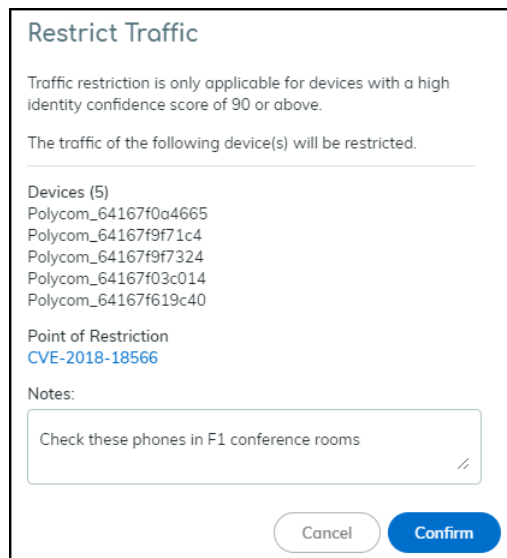 Restrict Traffic
Traffic restriction is only applicable for devices with a high
identity confidence score of 90 or above.
The traffic of the following device(s) will be restricted.
Devices (5)
Polycom_64167f0a4665
Polycom_64167f9f71c4
Polycom_64167f9f7324
Polycom_64167f03c014
Polycom_64167f619c40
Point of Restriction
CVE-2018-18566
Notes:
Check these phones in F1 conference rooms
Cancel
Confirm